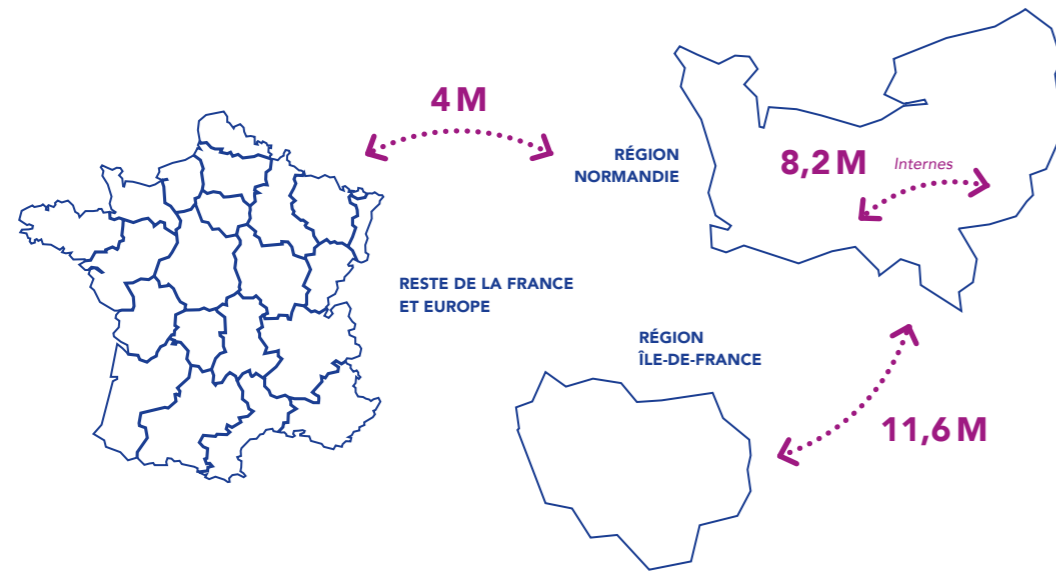 4 M
RÉGION
NORMANDIE
8,2 M
Internes
RESTE DE LA FRANCE
ET EUROPE
RÉGION
ÎLE-DE-FRANCE
11,6 M